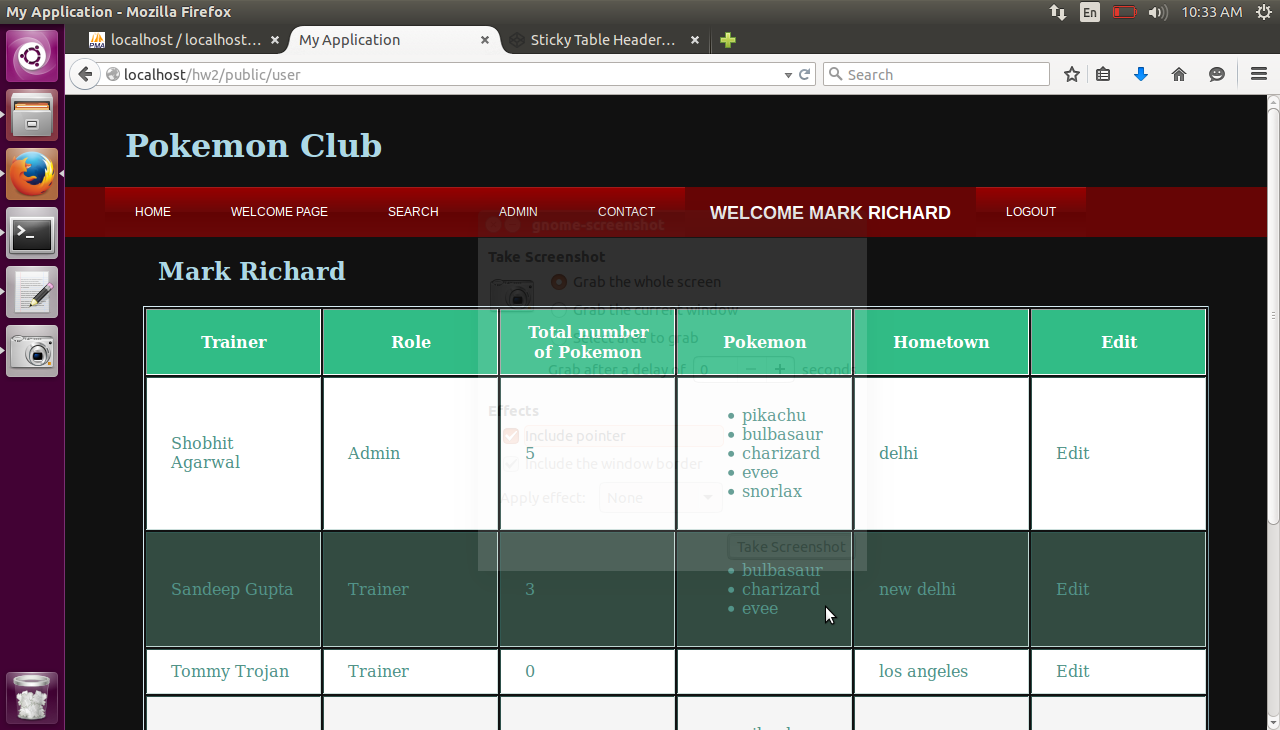 My Application - Mozilla Firefox
En
10:33 AM
localhost / localhost...
My Application
Sticky Table Header...
localhost/hw2/public/user
Search
Pokemon Club
HOME
WELCOME PAGE
SEARCH
ADMIN
CONTACT
WELCOME MARK RICHARD
LOGOUT
gnome-screenshot
Mark Richard
Take Screenshot
Grab the whole screen
Grab the current window
Select area to grab
Grab after a delay of 0 - + seconds
Effects
Include pointer
Include the window border
Apply effect: None
Take Screenshot
Trainer
Role
Total number
of Pokemon
Pokemon
Hometown
Edit
Shobhit
Agarwal
Admin
5
• pikachu
• bulbasaur
• charizard
• evee
• snorlax
delhi
Edit
Sandeep Gupta
Trainer
3
• bulbasaur
• charizard
• evee
new delhi
Edit
Tommy Trojan
Trainer
0
los angeles
Edit